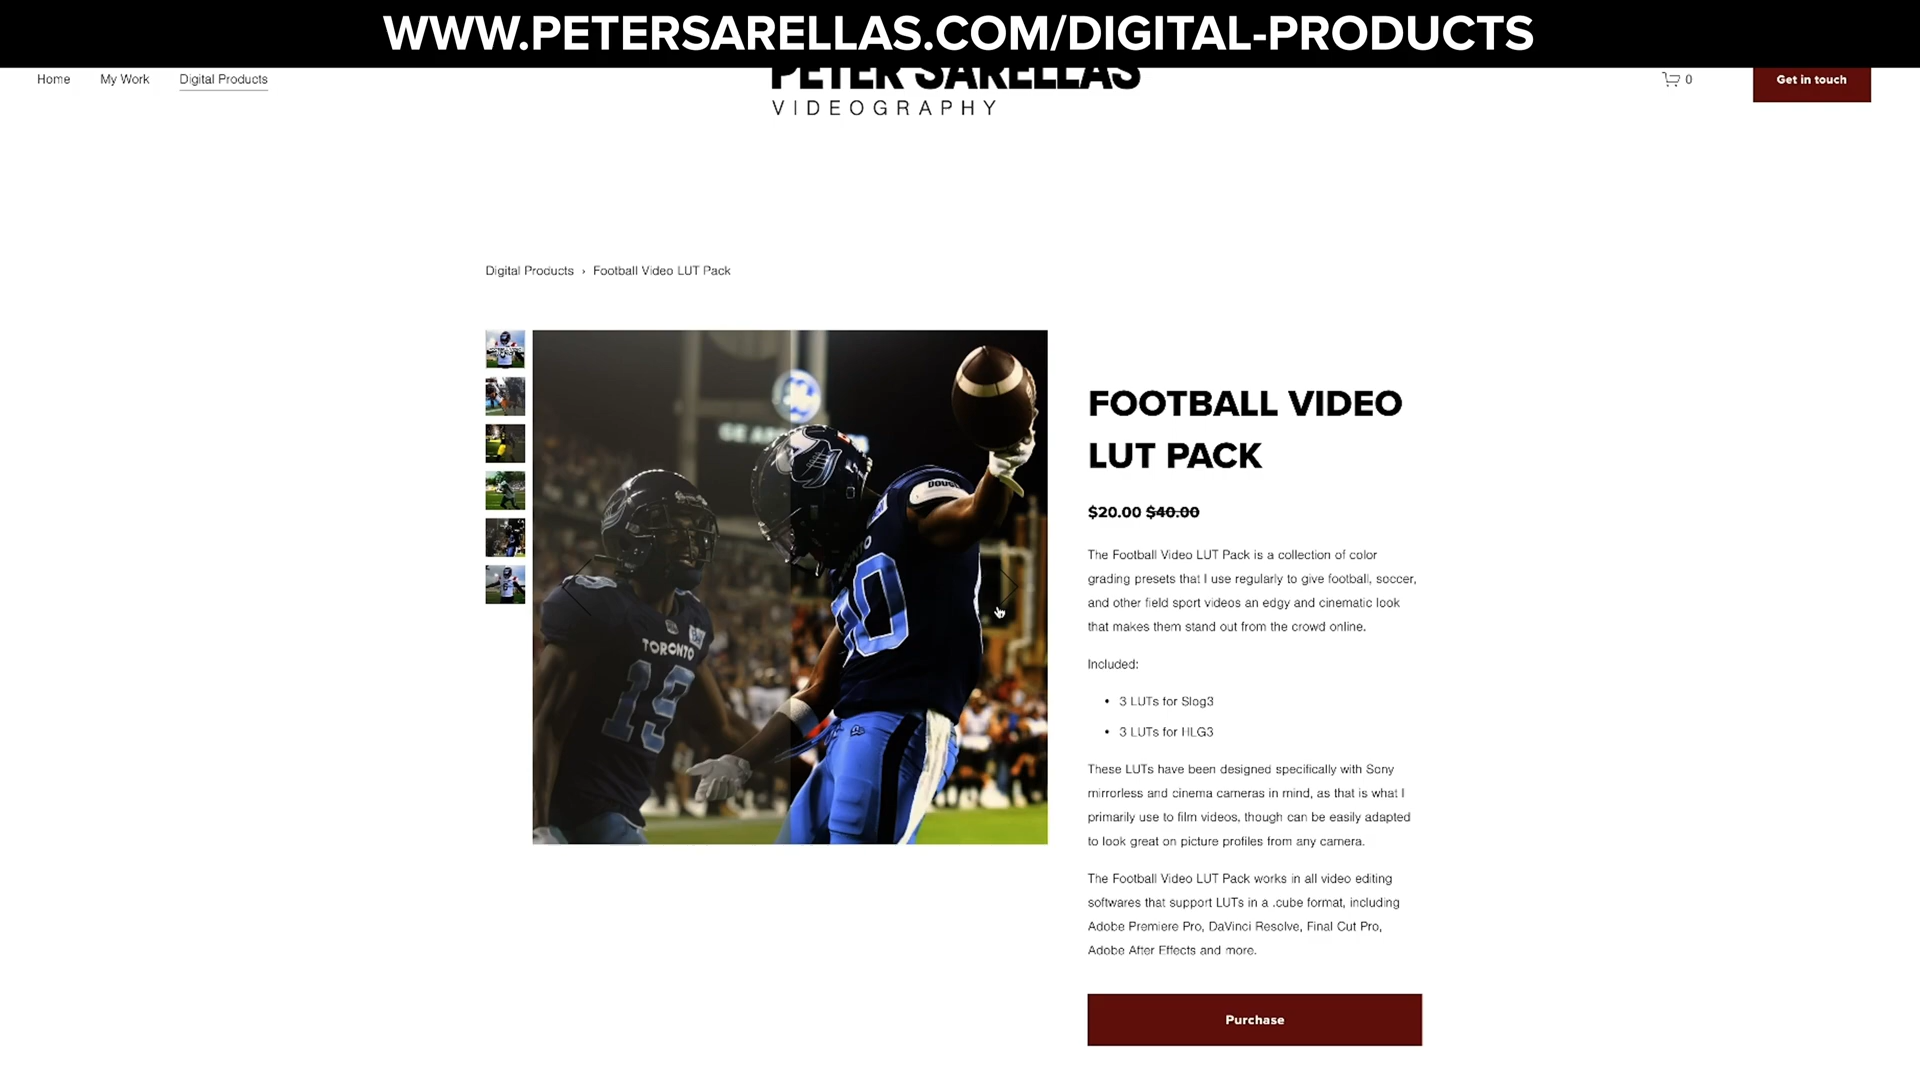 WWW.PETERSARELLAS.COM/DIGITAL-PRODUCTS
Home
My Work
Digital Products
PETER SARELLAS
VIDEOGRAPHY
0
Get in touch
Digital Products › Football Video LUT Pack
TORONTO
19
FOOTBALL VIDEO
LUT PACK
$20.00 $40.00
The Football Video LUT Pack is a collection of color
grading presets that I use regularly to give football, soccer,
and other field sport videos an edgy and cinematic look
that makes them stand out from the crowd online.
Included:
• 3 LUTs for Slog3
• 3 LUTs for HLG3
These LUTs have been designed specifically with Sony
mirrorless and cinema cameras in mind, as that is what I
primarily use to film videos, though can be easily adapted
to look great on picture profiles from any camera.
The Football Video LUT Pack works in all video editing
softwares that support LUTs in a .cube format, including
Adobe Premiere Pro, DaVinci Resolve, Final Cut Pro,
Adobe After Effects and more.
Purchase